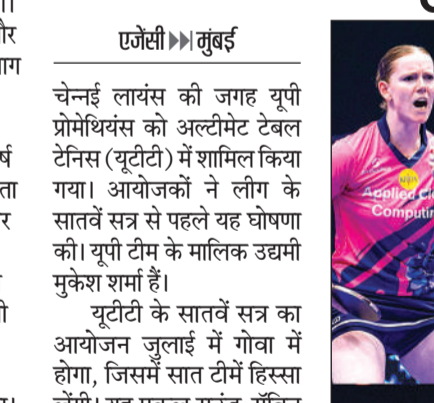 एजेंसी ▶▶| मुंबई
चेन्नई लायंस की जगह यूपी
प्रोमेथियंस को अल्टीमेट टेबल
टेनिस (यूटीटी) में शामिल किया
गया। आयोजकों ने लीग के
सातवें सत्र से पहले यह घोषणा
की। यूपी टीम के मालिक उद्यमी
मुकेश शर्मा हैं।
यूटीटी के सातवें सत्र का
आयोजन जुलाई में गोवा में
होगा, जिसमें सात टीमें हिस्सा
Applied Cl
Computin